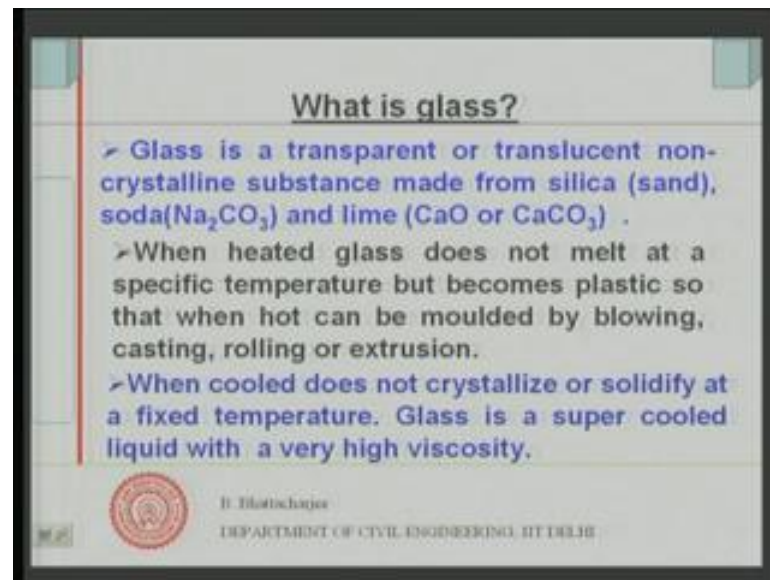 What is glass?
➢ Glass is a transparent or translucent non-
crystalline substance made from silica (sand),
soda(Na₂CO₃) and lime (CaO or CaCO₃) .
➢When heated glass does not melt at a
specific temperature but becomes plastic so
that when hot can be moulded by blowing,
casting, rolling or extrusion.
➢When cooled does not crystallize or solidify at
a fixed temperature. Glass is a super cooled
liquid with a very high viscosity.
B. Bhattacharjee
DEPARTMENT OF CIVIL ENGINEERING, IIT DELHI